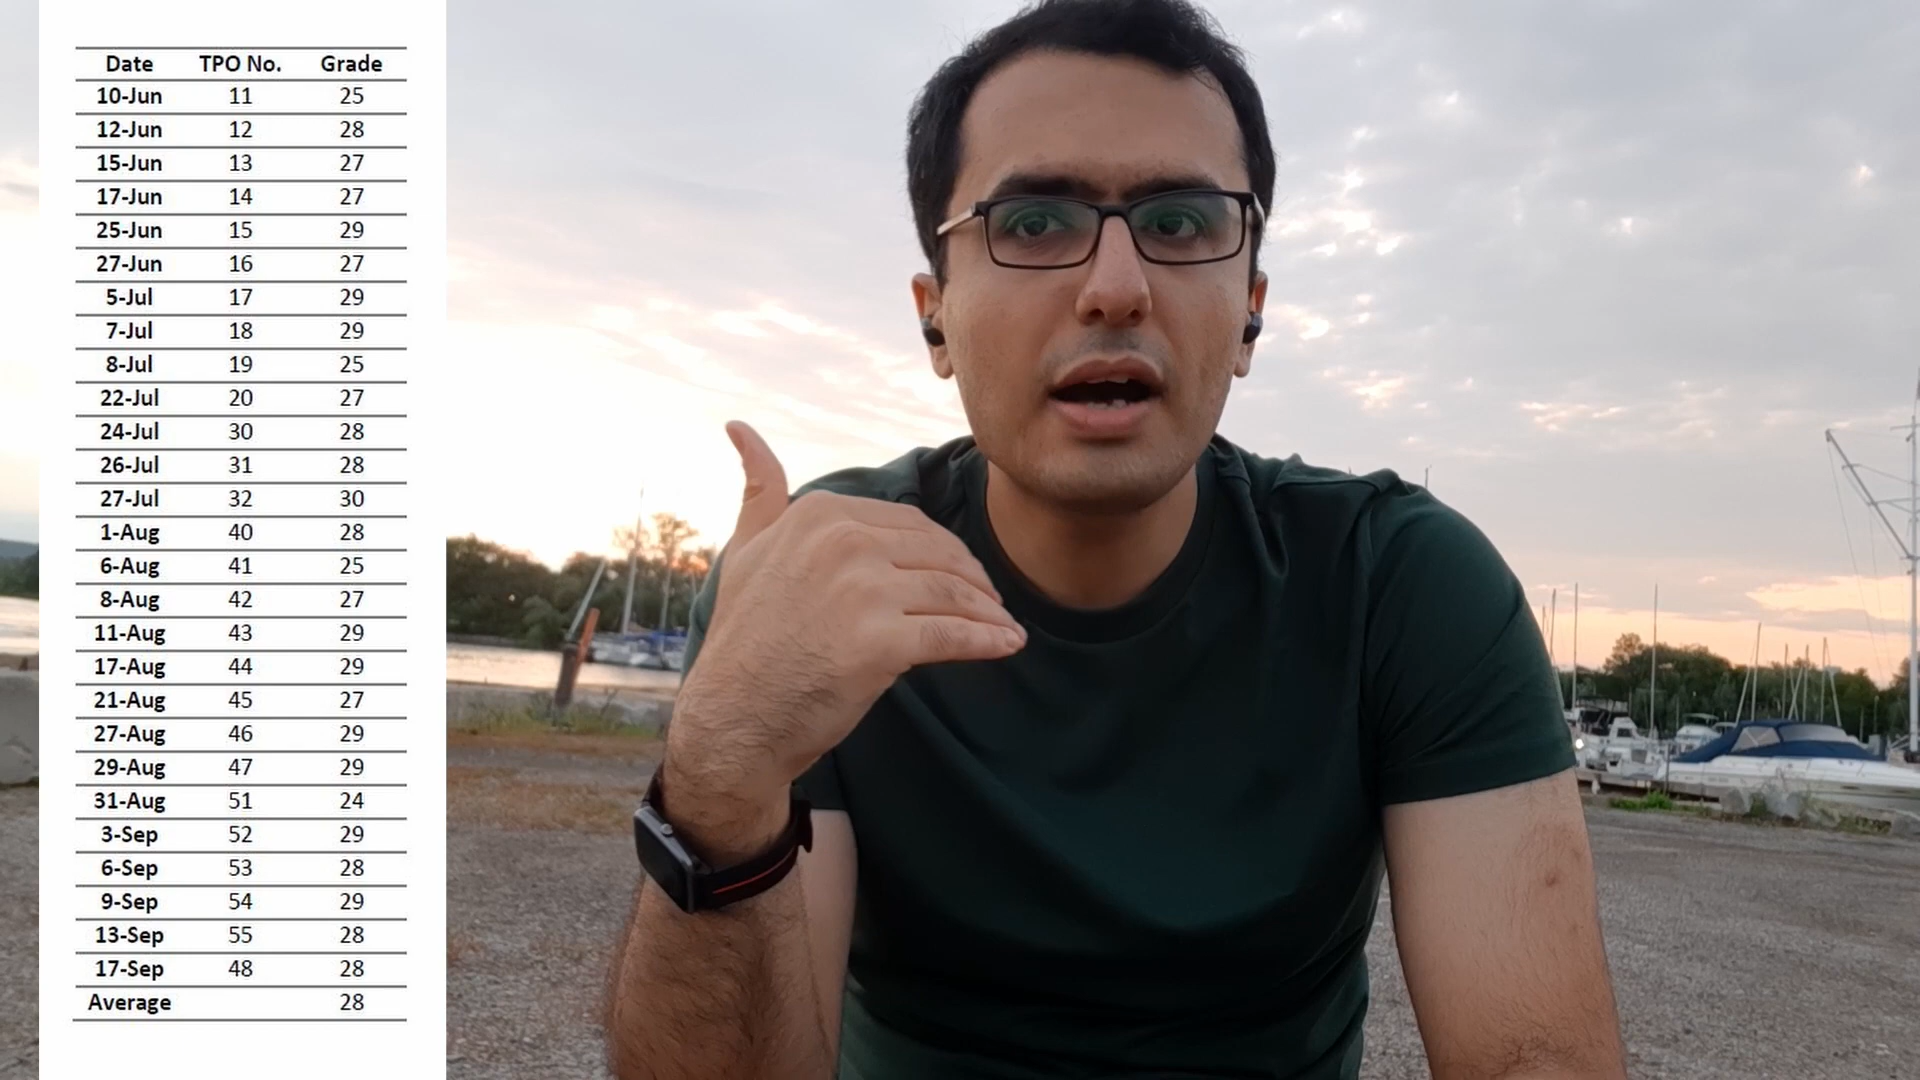 Date TPO No. Grade
10-Jun 11 25
12-Jun 12 28
15-Jun 13 27
17-Jun 14 27
25-Jun 15 29
27-Jun 16 27
5-Jul 17 29
7-Jul 18 29
8-Jul 19 25
22-Jul 20 27
24-Jul 30 28
26-Jul 31 28
27-Jul 32 30
1-Aug 40 28
6-Aug 41 25
8-Aug 42 27
11-Aug 43 29
17-Aug 44 29
21-Aug 45 27
27-Aug 46 29
29-Aug 47 29
31-Aug 51 24
3-Sep 52 29
6-Sep 53 28
9-Sep 54 29
13-Sep 55 28
17-Sep 48 28
Average 28